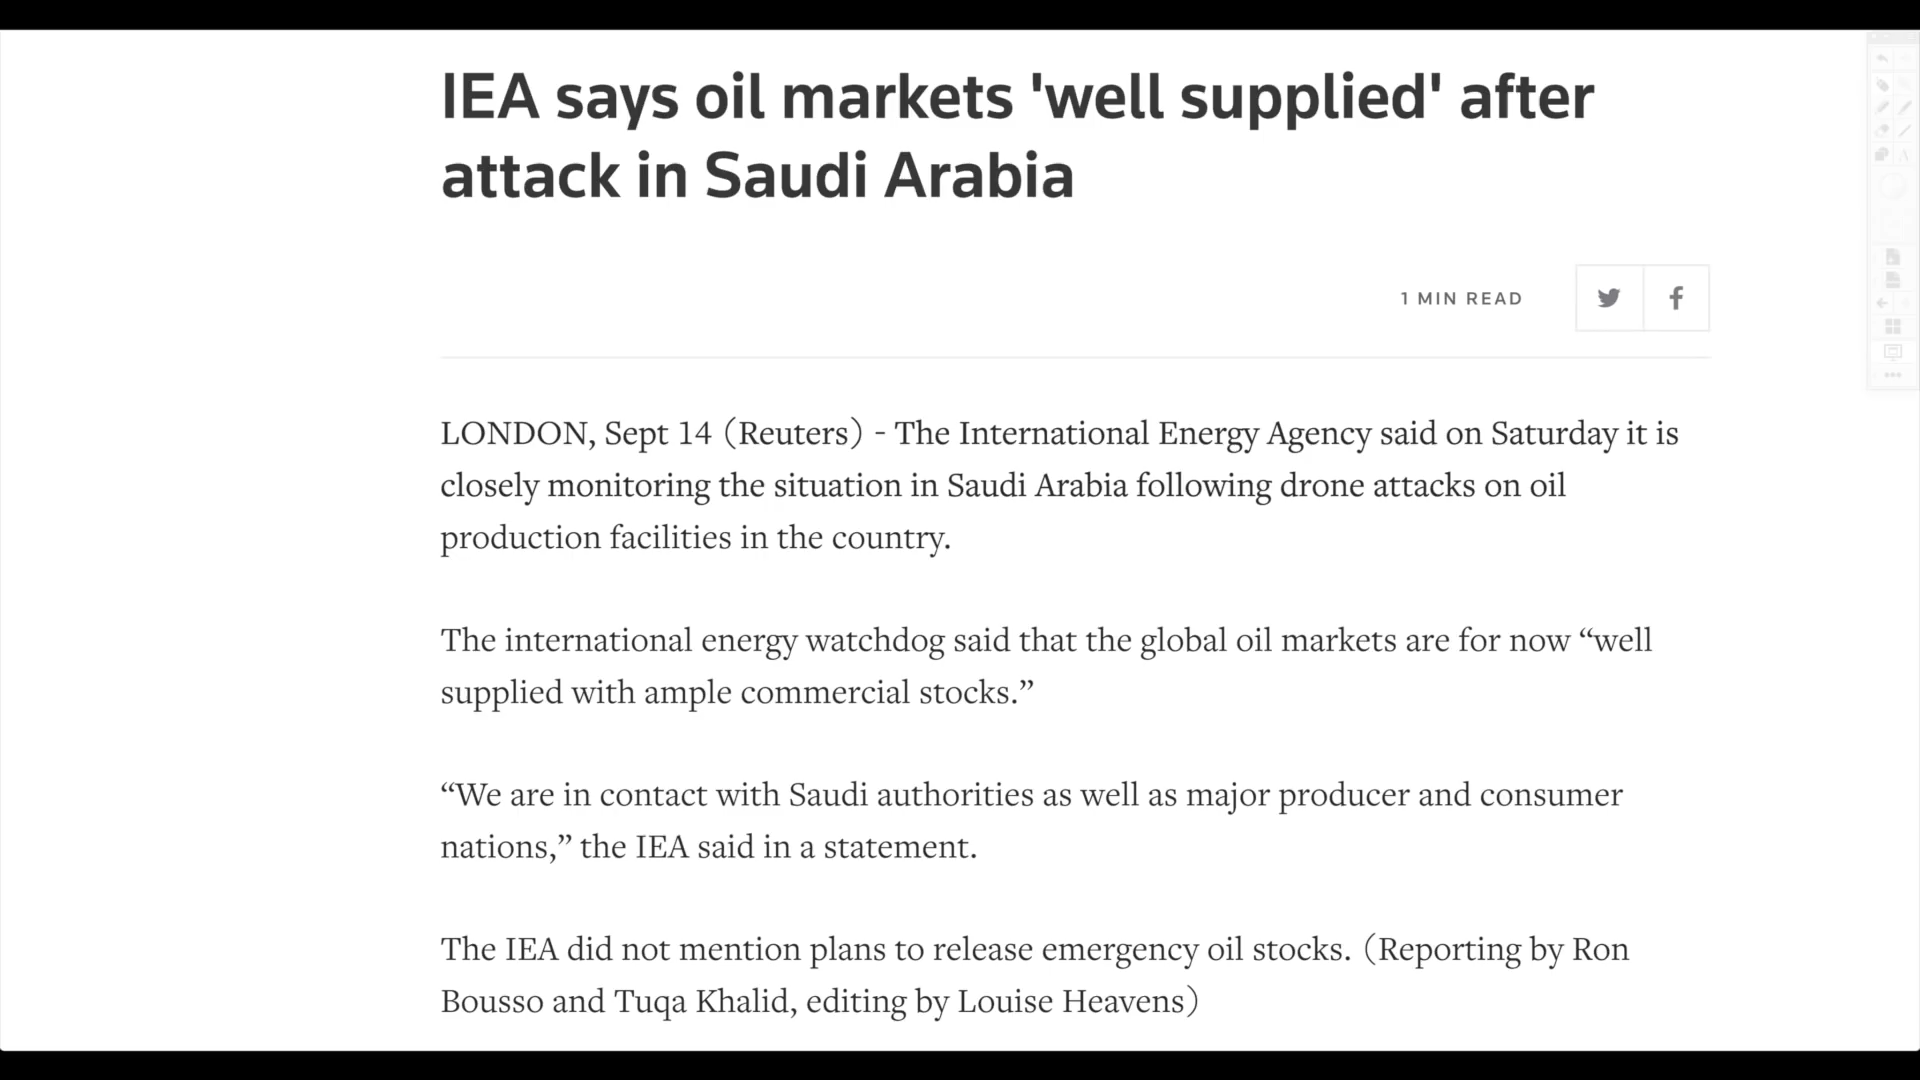 IEA says oil markets 'well supplied' after
attack in Saudi Arabia
1 MIN READ
LONDON, Sept 14 (Reuters) - The International Energy Agency said on Saturday it is
closely monitoring the situation in Saudi Arabia following drone attacks on oil
production facilities in the country.
The international energy watchdog said that the global oil markets are for now “well
supplied with ample commercial stocks.”
“We are in contact with Saudi authorities as well as major producer and consumer
nations,” the IEA said in a statement.
The IEA did not mention plans to release emergency oil stocks. (Reporting by Ron
Bousso and Tuqa Khalid, editing by Louise Heavens)